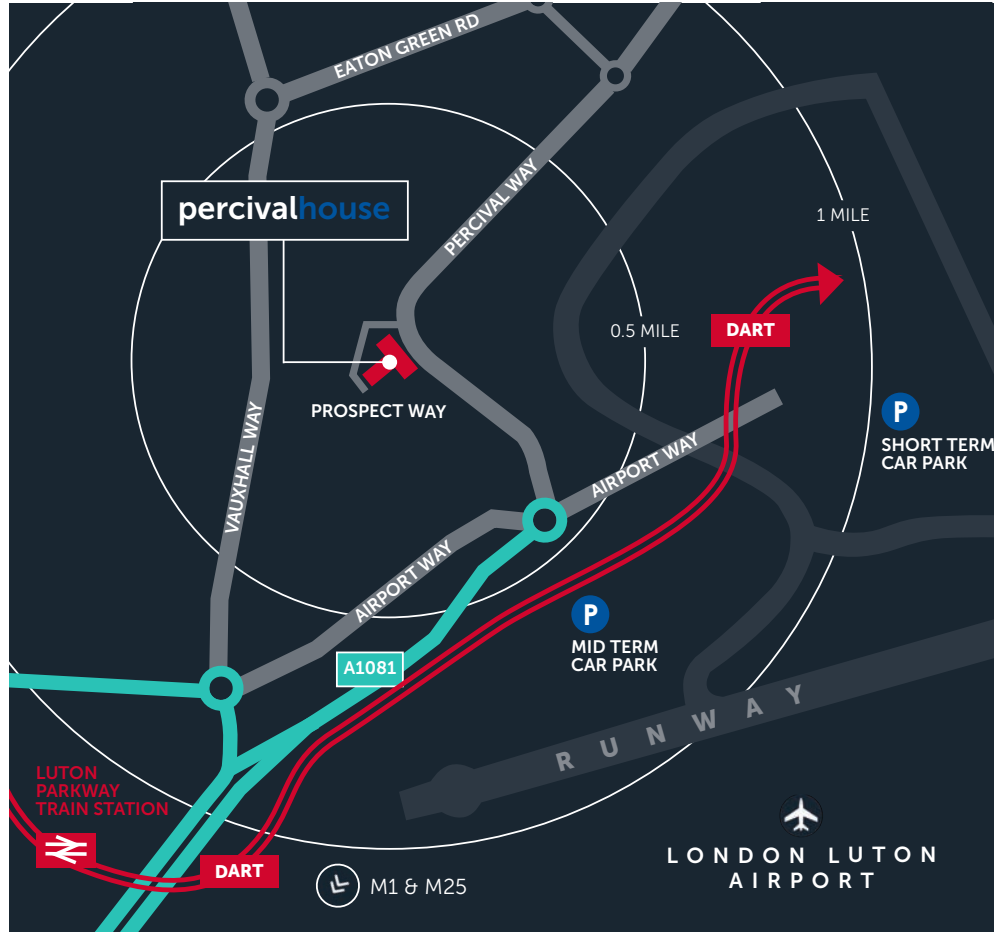 EATON GREEN RD
percivalhouse
PERCIVAL WAY
1 MILE
0.5 MILE
DART
PROSPECT WAY
VAUXHALL WAY
P
SHORT TERM
CAR PARK
AIRPORT WAY
AIRPORT WAY
P
MID TERM
CAR PARK
A1081
RUNWAY
LUTON
PARKWAY
TRAIN STATION
DART
M1 & M25
LONDON LUTON
AIRPORT